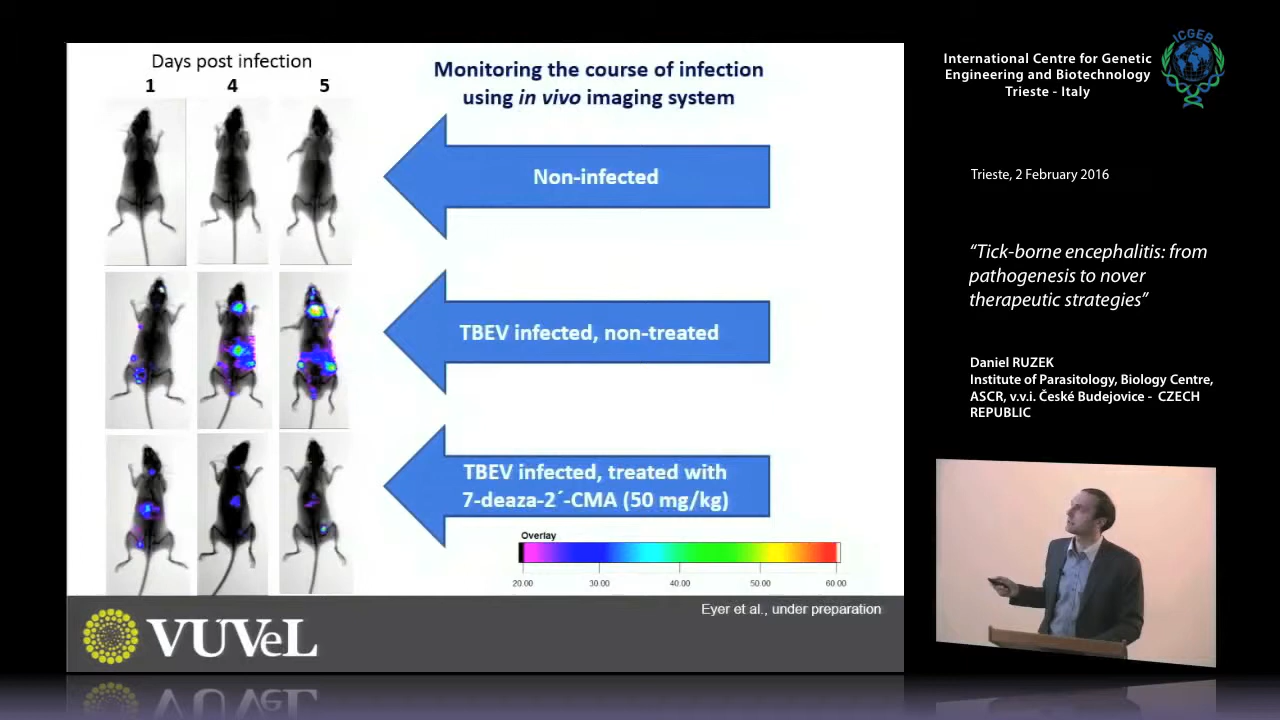 Days post infection
1 4 5
Monitoring the course of infection
using in vivo imaging system
Non-infected
TBEV infected, non-treated
TBEV infected, treated with
7-deaza-2´-CMA (50 mg/kg)
Overlay
20.00 30.00 40.00 50.00 60.00
Eyer et al., under preparation
VUVeL
International Centre for Genetic
Engineering and Biotechnology
Trieste - Italy
ICGEB
Trieste, 2 February 2016
“Tick-borne encephalitis: from
pathogenesis to nover
therapeutic strategies”
Daniel RUZEK
Institute of Parasitology, Biology Centre,
ASCR, v.v.i. České Budejovice - CZECH
REPUBLIC